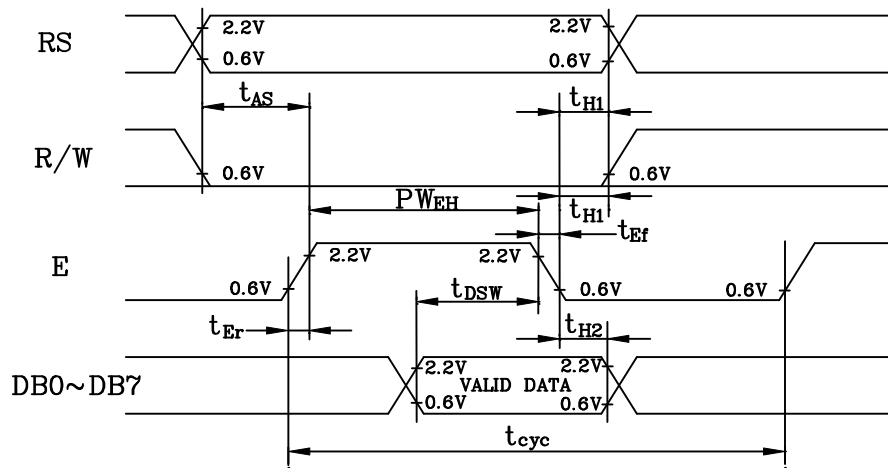 RS 2.2V 2.2V
0.6V 0.6V
tAS tH1
R/W 0.6V 0.6V
PWEH tH1
tEf
E 2.2V 2.2V
0.6V 0.6V 0.6V
tDSW
tEr tH2
DB0~DB7 2.2V VALID DATA 2.2V
0.6V 0.6V
tcyc